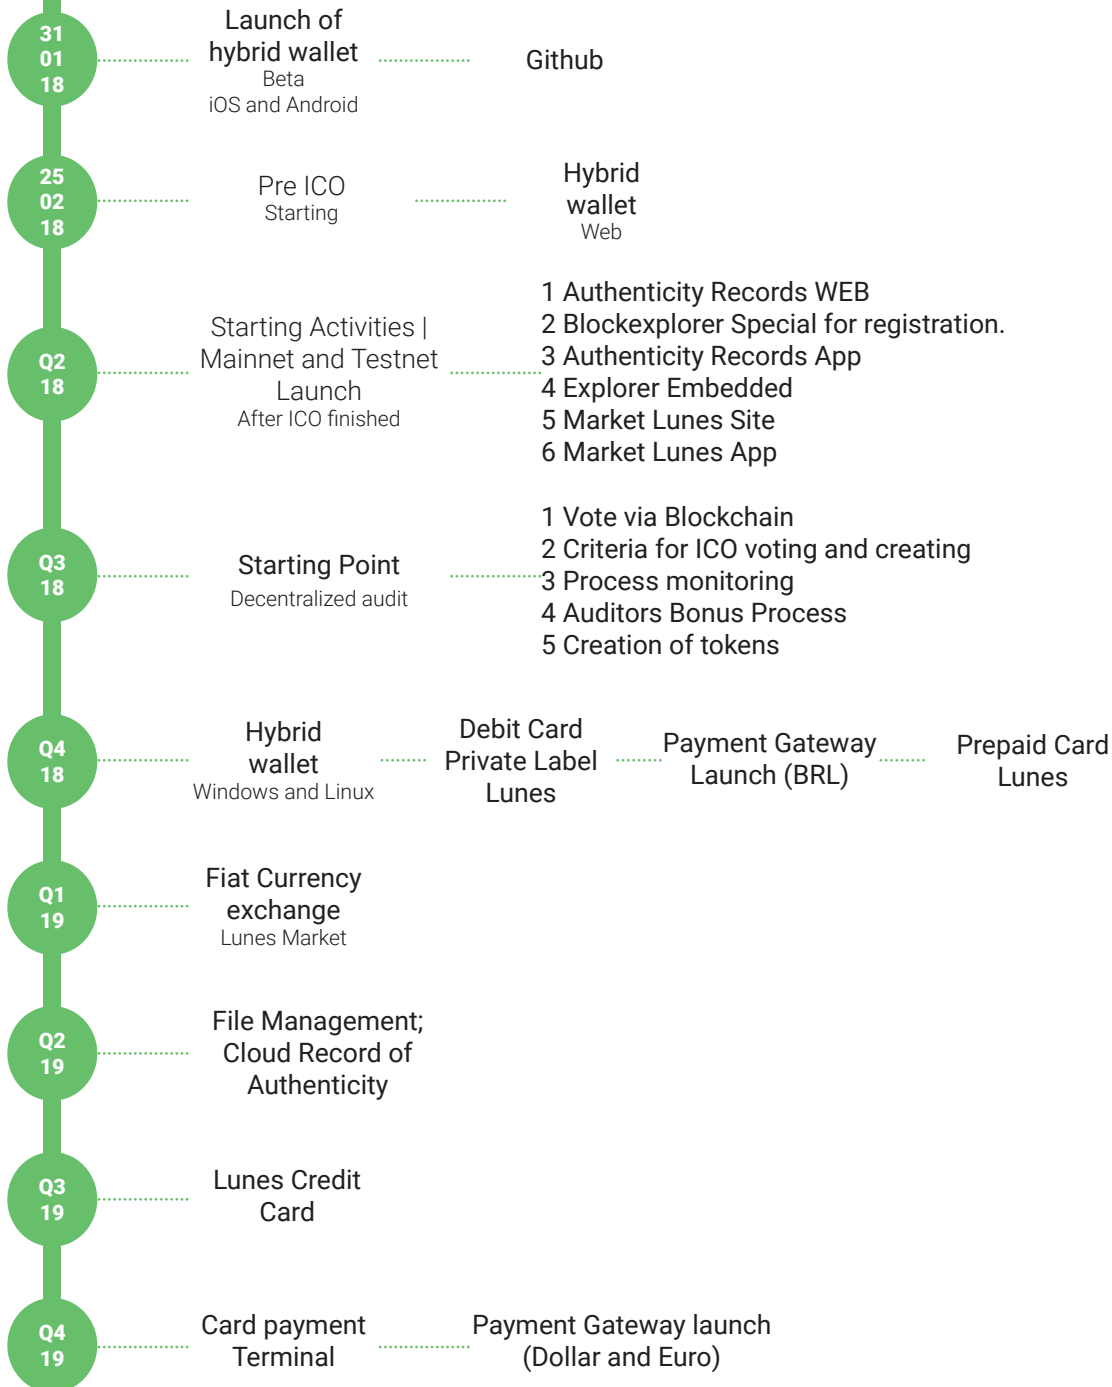 31
01
18
Launch of
hybrid wallet
Beta
iOS and Android
Github
25
02
18
Pre ICO
Starting
Hybrid
wallet
Web
Q2
18
Starting Activities |
Mainnet and Testnet
Launch
After ICO finished
1 Authenticity Records WEB
2 Blockexplorer Special for registration.
3 Authenticity Records App
4 Explorer Embedded
5 Market Lunes Site
6 Market Lunes App
Q3
18
Starting Point
Decentralized audit
1 Vote via Blockchain
2 Criteria for ICO voting and creating
3 Process monitoring
4 Auditors Bonus Process
5 Creation of tokens
Q4
18
Hybrid
wallet
Windows and Linux
Debit Card
Private Label
Lunes
Payment Gateway
Launch (BRL)
Prepaid Card
Lunes
Q1
19
Fiat Currency
exchange
Lunes Market
Q2
19
File Management;
Cloud Record of
Authenticity
Q3
19
Lunes Credit
Card
Q4
19
Card payment
Terminal
Payment Gateway launch
(Dollar and Euro)